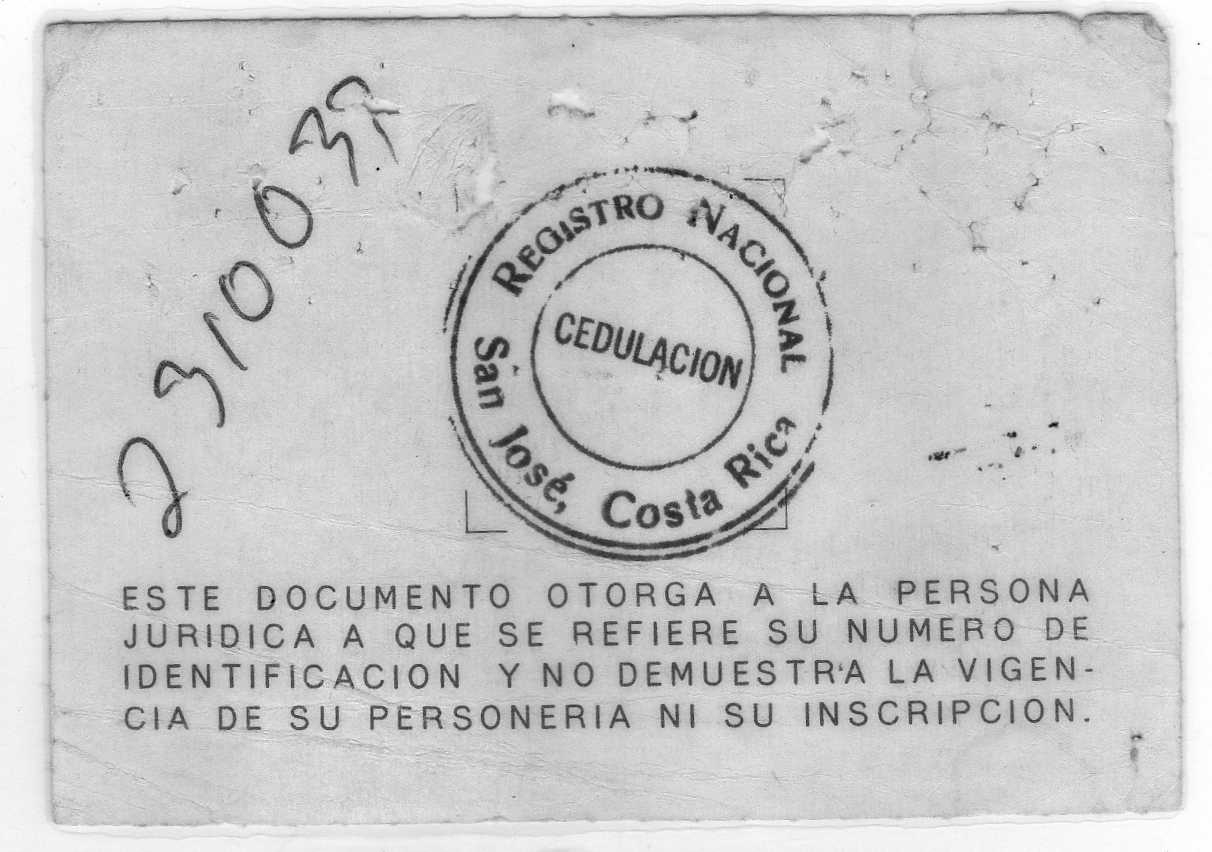 REGISTRO NACIONAL
CEDULACION
San José, Costa Rica
ESTE DOCUMENTO OTORGA A LA PERSONA
JURIDICA A QUE SE REFIERE SU NUMERO DE
IDENTIFICACION Y NO DEMUESTRA LA VIGEN-
CIA DE SU PERSONERIA NI SU INSCRIPCION.